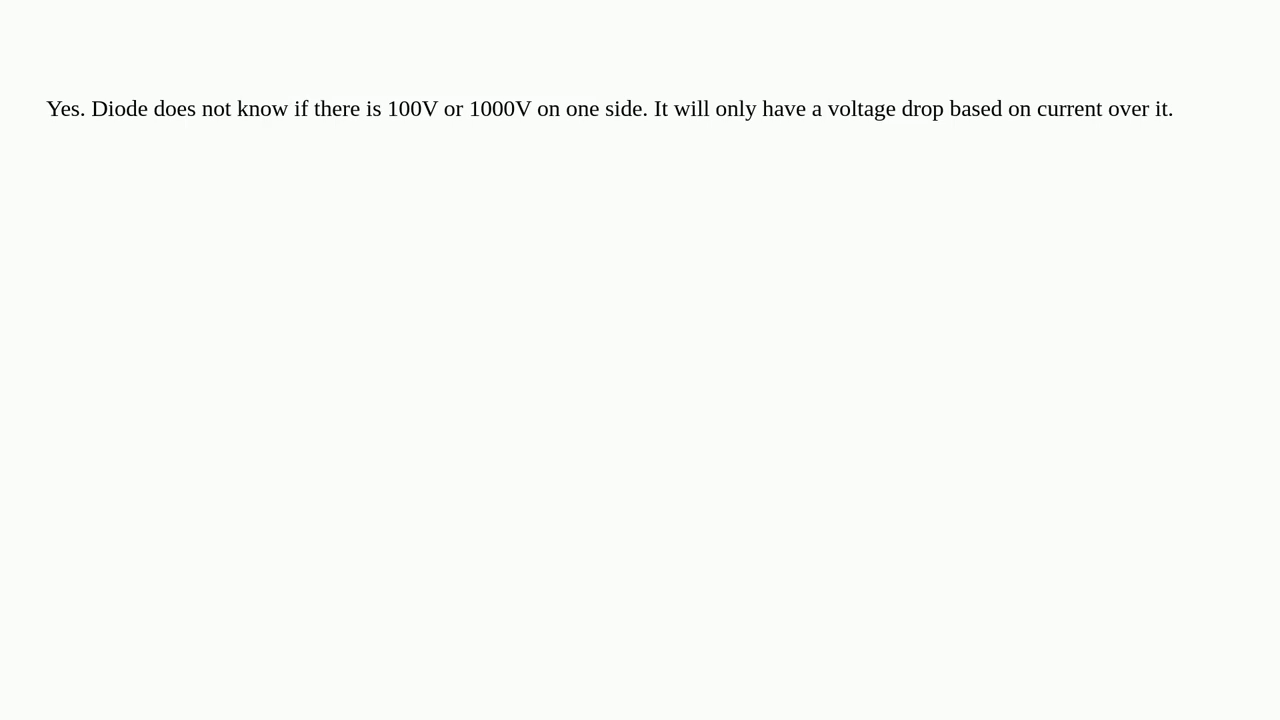 Yes. Diode does not know if there is 100V or 1000V on one side. It will only have a voltage drop based on current over it.